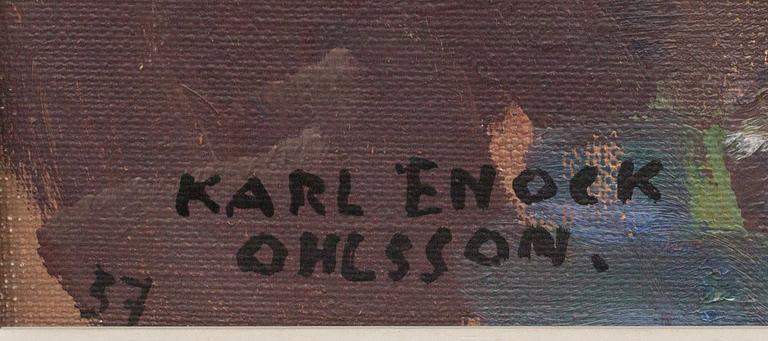 KARL ENOCK
OHLSSON.
37